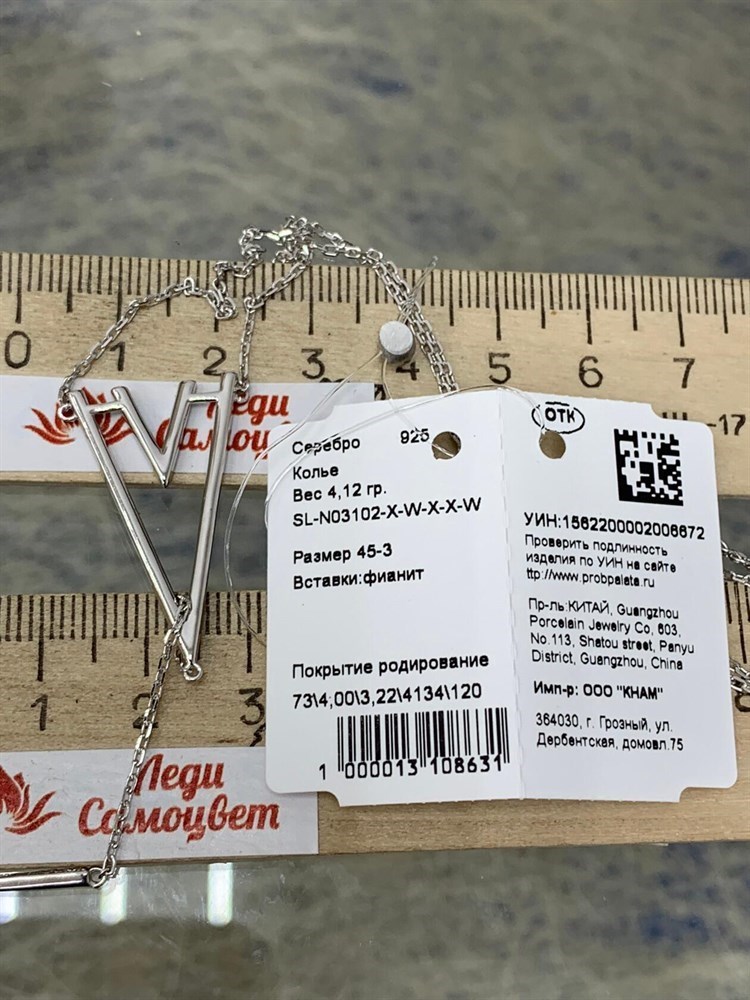 0 1 2 3 4 5 6 7
Леди
Самоцвет
-17
Серебро 925
Колье
Вес 4,12 гр.
SL-N03102-X-W-X-X-W
Размер 45-3
Вставки:фианит
Покрытие родирование
73\4,00\3,22\4134\120
1 000013 108631
ОТК
УИН:1562200002006672
Проверить подлинность
изделия по УИН на сайте
ttp://www.probpalata.ru
Пр-ль:КИТАЙ, Guangzhou
Porcelain Jewelry Co, 603,
No.113, Shatou street, Panyu
District, Guangzhou, China
Имп-р: ООО "КНАМ"
364030, г. Грозный, ул.
Дербентская, домовл.75
1 2 3
Леди
Самоцвет